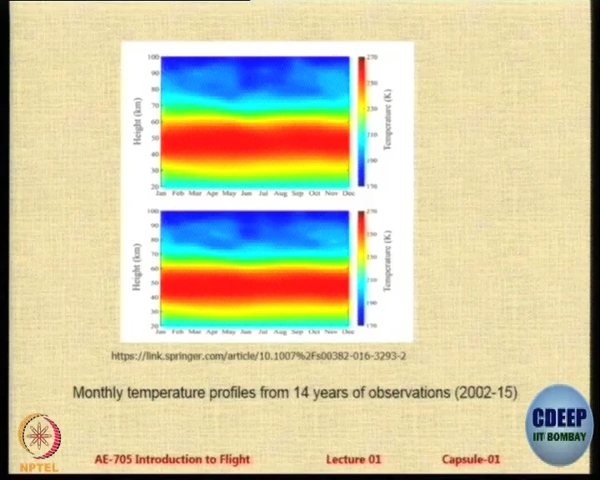 100
90
80
70
60
50
40
30
20
Height (km)
Jan Feb Mar Apr May Jun Jul Aug Sep Oct Nov Dec
270
250
230
210
190
170
Temperature (K)
100
90
80
70
60
50
40
30
20
Height (km)
Jan Feb Mar Apr May Jun Jul Aug Sep Oct Nov Dec
270
250
230
210
190
170
Temperature (K)
https://link.springer.com/article/10.1007%2Fs00382-016-3293-2
Monthly temperature profiles from 14 years of observations (2002-15)
CDEEP
IIT BOMBAY
NPTEL
AE-705 Introduction to Flight Lecture 01 Capsule-01